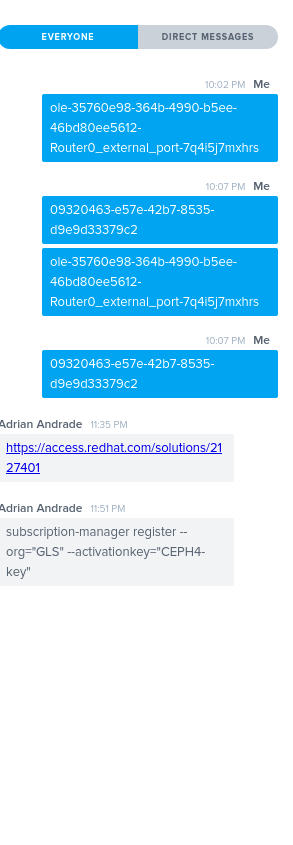 EVERYONE DIRECT MESSAGES
10:02 PM Me
ole-35760e98-364b-4990-b5ee-
46bd80ee5612-
Router0_external_port-7q4i5j7mxhrs
10:07 PM Me
09320463-e57e-42b7-8535-
d9e9d33379c2
ole-35760e98-364b-4990-b5ee-
46bd80ee5612-
Router0_external_port-7q4i5j7mxhrs
10:07 PM Me
09320463-e57e-42b7-8535-
d9e9d33379c2
Adrian Andrade 11:35 PM
https://access.redhat.com/solutions/21
27401
Adrian Andrade 11:51 PM
subscription-manager register --
org="GLS" --activationkey="CEPH4-
key"